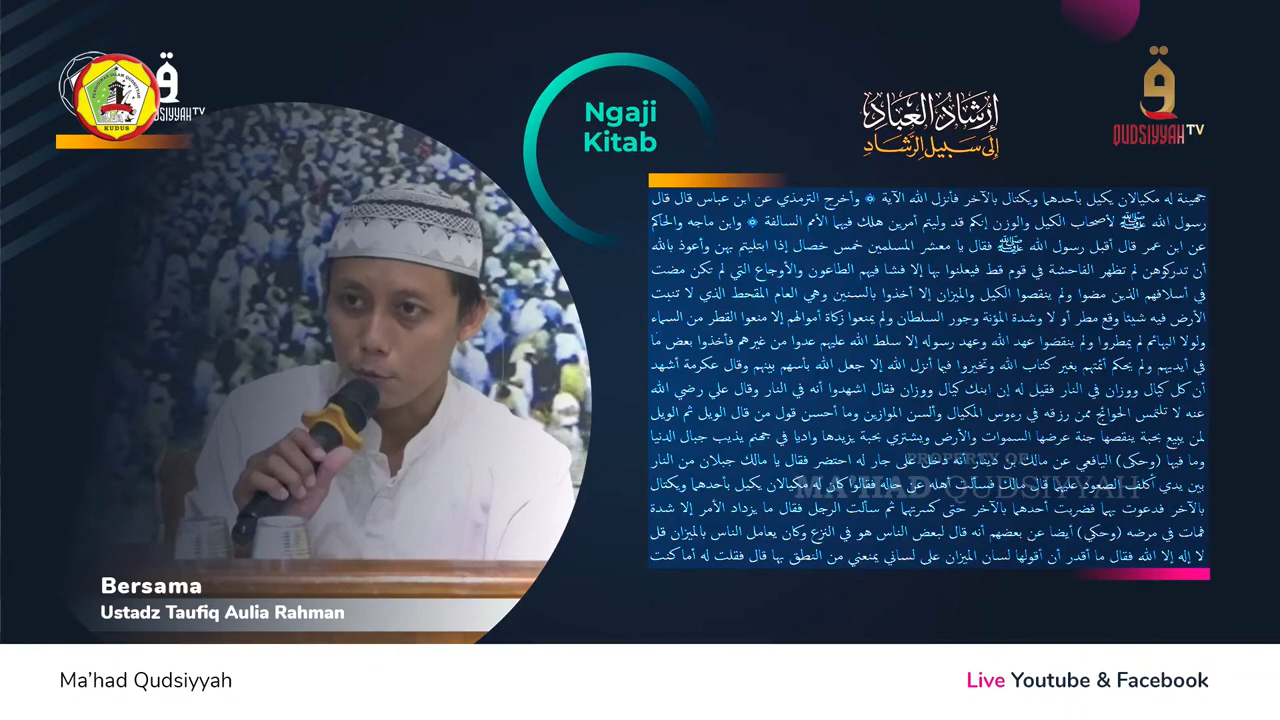 KUDUS
QUDSIYYAH TV
Ngaji
Kitab
إرشاد العباد
إلى سبيل الرشاد
QUDSIYYAH TV
جهينة له مكيالان يكيل بأحدهما ويكتال بالآخر فأنزل الله الآية ۞ وأخرج الترمذي عن ابن عباس قال قال
رسول الله ﷺ لأصحاب الكيل والوزن إنكم قد وليتم أمرين هلك فيهما الأمم السالفة ۞ وابن ماجه والحاكم
عن ابن عمر قال أقبل رسول الله ﷺ فقال يا معشر المسلمين خمس خصال إذا ابتليتم بهن وأعوذ بالله
أن تدركوهن لم تظهر الفاحشة في قوم قط فيعلنوا بها إلا فشا فيهم الطاعون والأوجاع التي لم تكن مضت
في أسلافهم الذين مضوا ولم ينقصوا الكيل والميزان إلا أخذوا بالسنين وهي العام المقحط الذي لا تنبت
الأرض فيه شيئا وقع مطر أو لا وشدة المؤنة وجور السلطان ولم يمنعوا زكاة أموالهم إلا منعوا القطر من السماء
ولولا البهائم لم يمطروا ولم ينقضوا عهد الله وعهد رسوله إلا سلط الله عليهم عدوا من غيرهم فأخذوا بعض ما
في أيديهم ولم يحكم أئمتهم بغير كتاب الله وتخيروا فيما أنزل الله إلا جعل الله بأسهم بينهم وقال عكرمة أشهد
أن كل كيال ووزان في النار فقيل له إن ابنك كيال ووزان فقال اشهدوا أنه في النار وقال علي رضي الله
عنه لا تلتمس الحوائج ممن رزقه في رءوس المكيال وألسن الموازين وما أحسن قول من قال الويل ثم الويل
لمن يبيع بحبة ينقصها جنة عرضها السموات والأرض ويشتري بحبة يزيدها واديا في جهنم يذيب جبال الدنيا
وما فيها (وحكى) اليافعي عن مالك بن دينار أنه دخل على جار له احتضر فقال يا مالك جبلان من النار
بين يدي أكلف الصعود عليهما قال مالك فسألت أهله عن حاله فقالوا كان له مكيالان يكيل بأحدهما ويكتال
بالآخر فدعوت بهما فضربت أحدهما بالآخر حتى كسرتهما ثم سألت الرجل فقال ما يزداد الأمر إلا شدة
فمات في مرضه (وحكي) أيضا عن بعضهم أنه قال لبعض الناس هو في النزع وكان يعامل الناس بالميزان قل
لا إله إلا الله فقال ما أقدر أن أقولها لسان الميزان على لساني يمنعني من النطق بها قال فقلت له أما كنت
PROPERTY OF
MA'HAD QUDSIYYAH
Bersama
Ustadz Taufiq Aulia Rahman
Ma'had Qudsiyyah
Live Youtube & Facebook